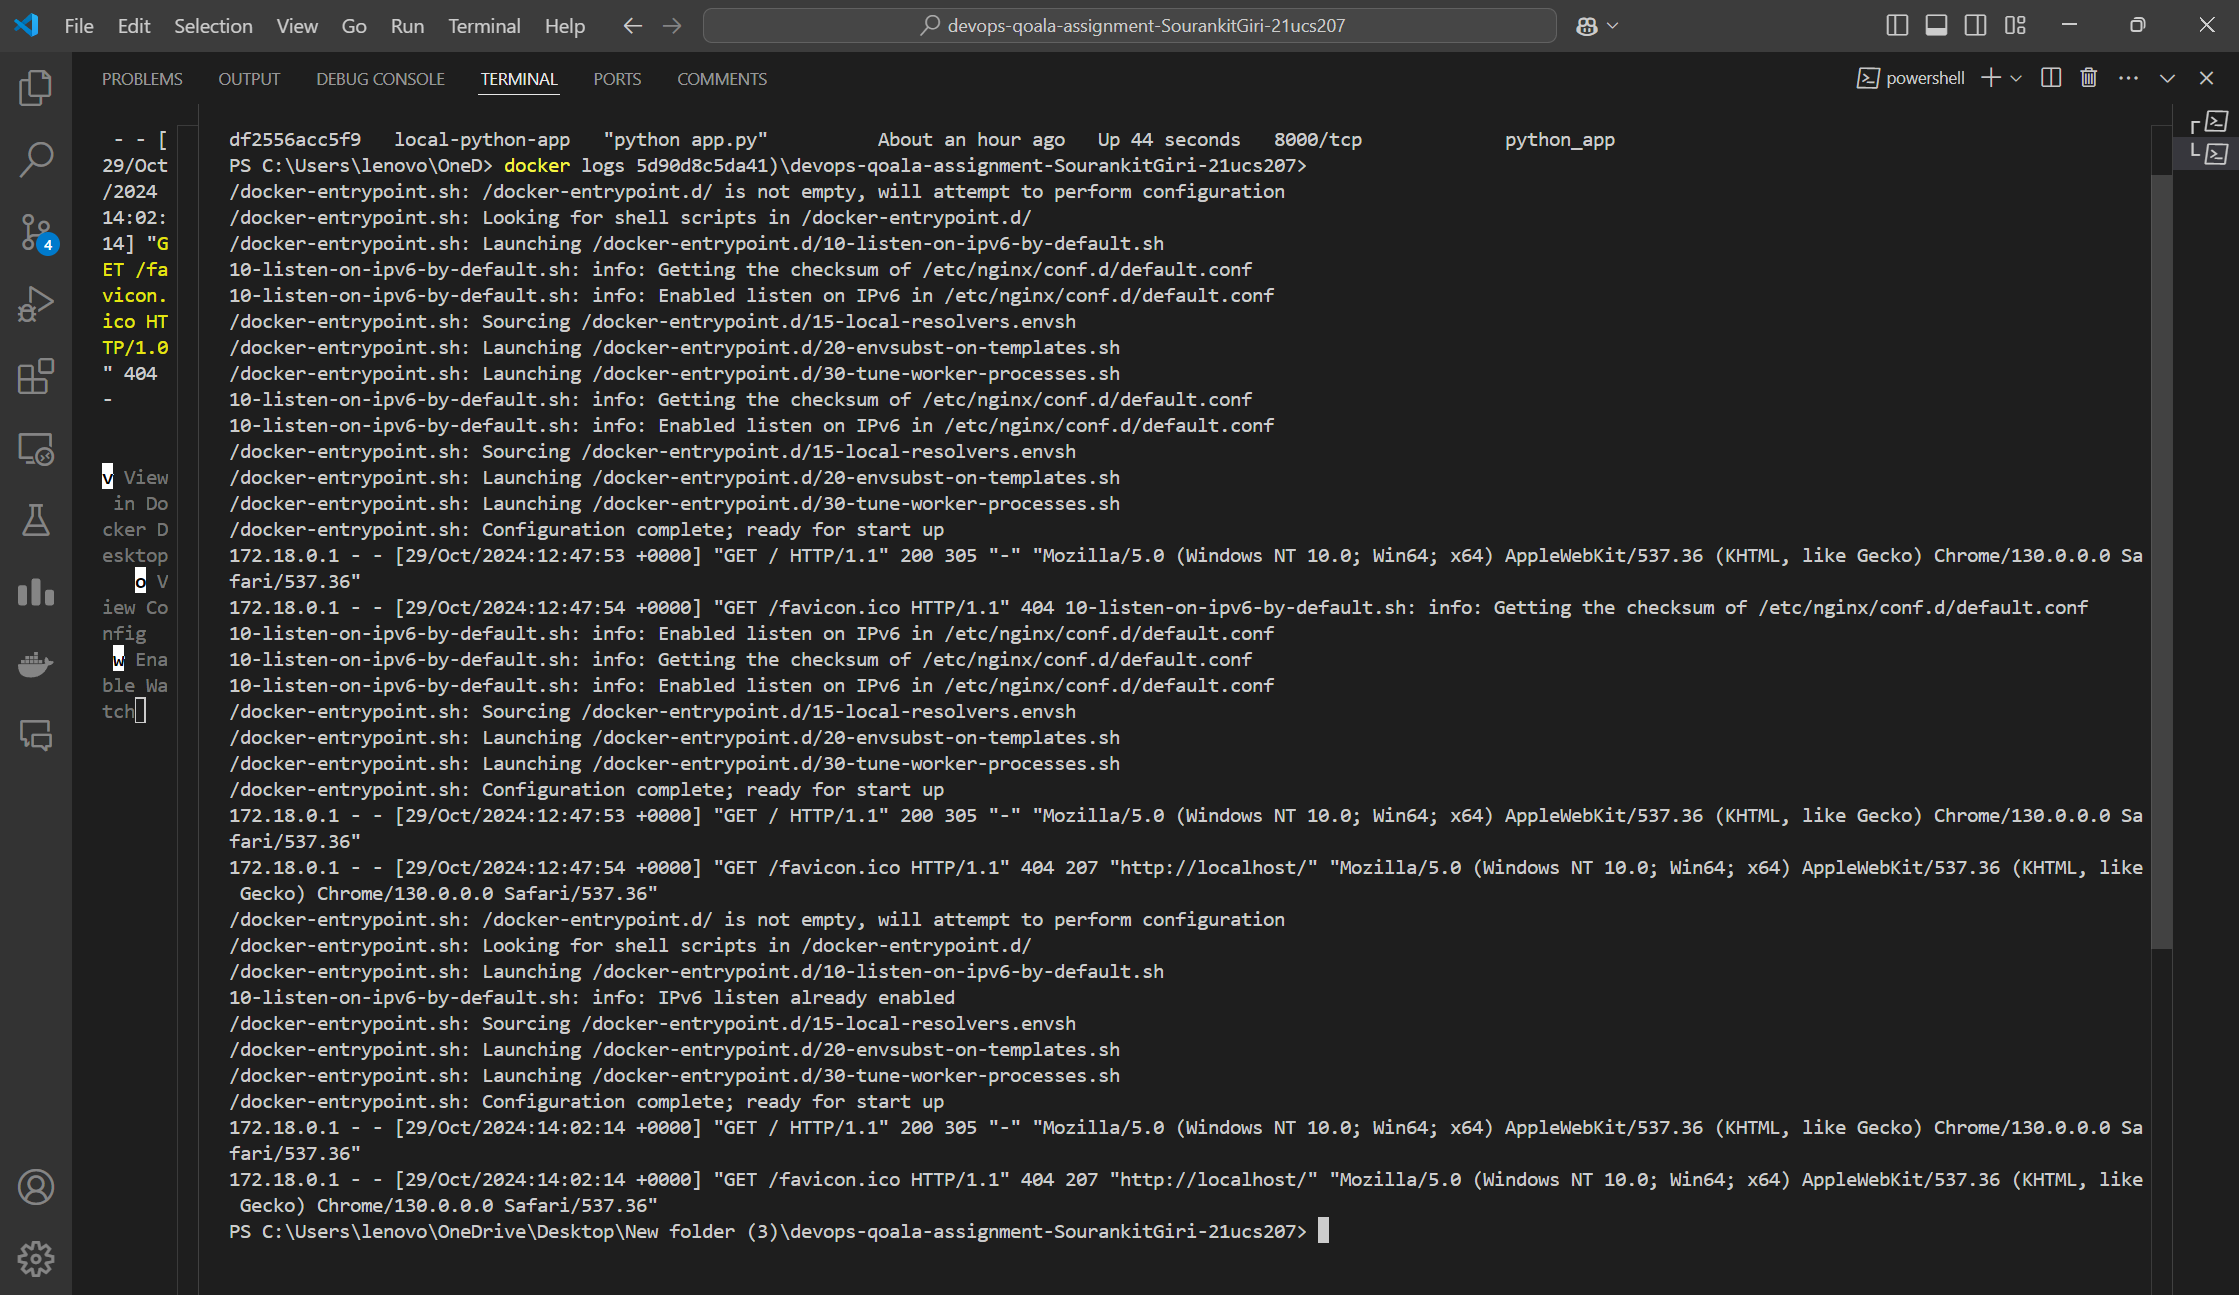 File Edit Selection View Go Run Terminal Help
devops-qoala-assignment-SourankitGiri-21ucs207
PROBLEMS OUTPUT DEBUG CONSOLE TERMINAL PORTS COMMENTS
powershell
4
- - [
29/Oct
/2024
14:02:
14] "G
ET /fa
vicon.
ico HT
TP/1.0
" 404
-
v View
in Do
cker D
esktop
o V
iew Co
nfig
w Ena
ble Wa
tch
df2556acc5f9 local-python-app "python app.py" About an hour ago Up 44 seconds 8000/tcp python_app
PS C:\Users\lenovo\OneD> docker logs 5d90d8c5da41)\devops-qoala-assignment-SourankitGiri-21ucs207>
/docker-entrypoint.sh: /docker-entrypoint.d/ is not empty, will attempt to perform configuration
/docker-entrypoint.sh: Looking for shell scripts in /docker-entrypoint.d/
/docker-entrypoint.sh: Launching /docker-entrypoint.d/10-listen-on-ipv6-by-default.sh
10-listen-on-ipv6-by-default.sh: info: Getting the checksum of /etc/nginx/conf.d/default.conf
10-listen-on-ipv6-by-default.sh: info: Enabled listen on IPv6 in /etc/nginx/conf.d/default.conf
/docker-entrypoint.sh: Sourcing /docker-entrypoint.d/15-local-resolvers.envsh
/docker-entrypoint.sh: Launching /docker-entrypoint.d/20-envsubst-on-templates.sh
/docker-entrypoint.sh: Launching /docker-entrypoint.d/30-tune-worker-processes.sh
10-listen-on-ipv6-by-default.sh: info: Getting the checksum of /etc/nginx/conf.d/default.conf
10-listen-on-ipv6-by-default.sh: info: Enabled listen on IPv6 in /etc/nginx/conf.d/default.conf
/docker-entrypoint.sh: Sourcing /docker-entrypoint.d/15-local-resolvers.envsh
/docker-entrypoint.sh: Launching /docker-entrypoint.d/20-envsubst-on-templates.sh
/docker-entrypoint.sh: Launching /docker-entrypoint.d/30-tune-worker-processes.sh
/docker-entrypoint.sh: Configuration complete; ready for start up
172.18.0.1 - - [29/Oct/2024:12:47:53 +0000] "GET / HTTP/1.1" 200 305 "-" "Mozilla/5.0 (Windows NT 10.0; Win64; x64) AppleWebKit/537.36 (KHTML, like Gecko) Chrome/130.0.0.0 Sa
fari/537.36"
172.18.0.1 - - [29/Oct/2024:12:47:54 +0000] "GET /favicon.ico HTTP/1.1" 404 10-listen-on-ipv6-by-default.sh: info: Getting the checksum of /etc/nginx/conf.d/default.conf
10-listen-on-ipv6-by-default.sh: info: Enabled listen on IPv6 in /etc/nginx/conf.d/default.conf
10-listen-on-ipv6-by-default.sh: info: Getting the checksum of /etc/nginx/conf.d/default.conf
10-listen-on-ipv6-by-default.sh: info: Enabled listen on IPv6 in /etc/nginx/conf.d/default.conf
/docker-entrypoint.sh: Sourcing /docker-entrypoint.d/15-local-resolvers.envsh
/docker-entrypoint.sh: Launching /docker-entrypoint.d/20-envsubst-on-templates.sh
/docker-entrypoint.sh: Launching /docker-entrypoint.d/30-tune-worker-processes.sh
/docker-entrypoint.sh: Configuration complete; ready for start up
172.18.0.1 - - [29/Oct/2024:12:47:53 +0000] "GET / HTTP/1.1" 200 305 "-" "Mozilla/5.0 (Windows NT 10.0; Win64; x64) AppleWebKit/537.36 (KHTML, like Gecko) Chrome/130.0.0.0 Sa
fari/537.36"
172.18.0.1 - - [29/Oct/2024:12:47:54 +0000] "GET /favicon.ico HTTP/1.1" 404 207 "http://localhost/" "Mozilla/5.0 (Windows NT 10.0; Win64; x64) AppleWebKit/537.36 (KHTML, like
Gecko) Chrome/130.0.0.0 Safari/537.36"
/docker-entrypoint.sh: /docker-entrypoint.d/ is not empty, will attempt to perform configuration
/docker-entrypoint.sh: Looking for shell scripts in /docker-entrypoint.d/
/docker-entrypoint.sh: Launching /docker-entrypoint.d/10-listen-on-ipv6-by-default.sh
10-listen-on-ipv6-by-default.sh: info: IPv6 listen already enabled
/docker-entrypoint.sh: Sourcing /docker-entrypoint.d/15-local-resolvers.envsh
/docker-entrypoint.sh: Launching /docker-entrypoint.d/20-envsubst-on-templates.sh
/docker-entrypoint.sh: Launching /docker-entrypoint.d/30-tune-worker-processes.sh
/docker-entrypoint.sh: Configuration complete; ready for start up
172.18.0.1 - - [29/Oct/2024:14:02:14 +0000] "GET / HTTP/1.1" 200 305 "-" "Mozilla/5.0 (Windows NT 10.0; Win64; x64) AppleWebKit/537.36 (KHTML, like Gecko) Chrome/130.0.0.0 Sa
fari/537.36"
172.18.0.1 - - [29/Oct/2024:14:02:14 +0000] "GET /favicon.ico HTTP/1.1" 404 207 "http://localhost/" "Mozilla/5.0 (Windows NT 10.0; Win64; x64) AppleWebKit/537.36 (KHTML, like
Gecko) Chrome/130.0.0.0 Safari/537.36"
PS C:\Users\lenovo\OneDrive\Desktop\New folder (3)\devops-qoala-assignment-SourankitGiri-21ucs207>